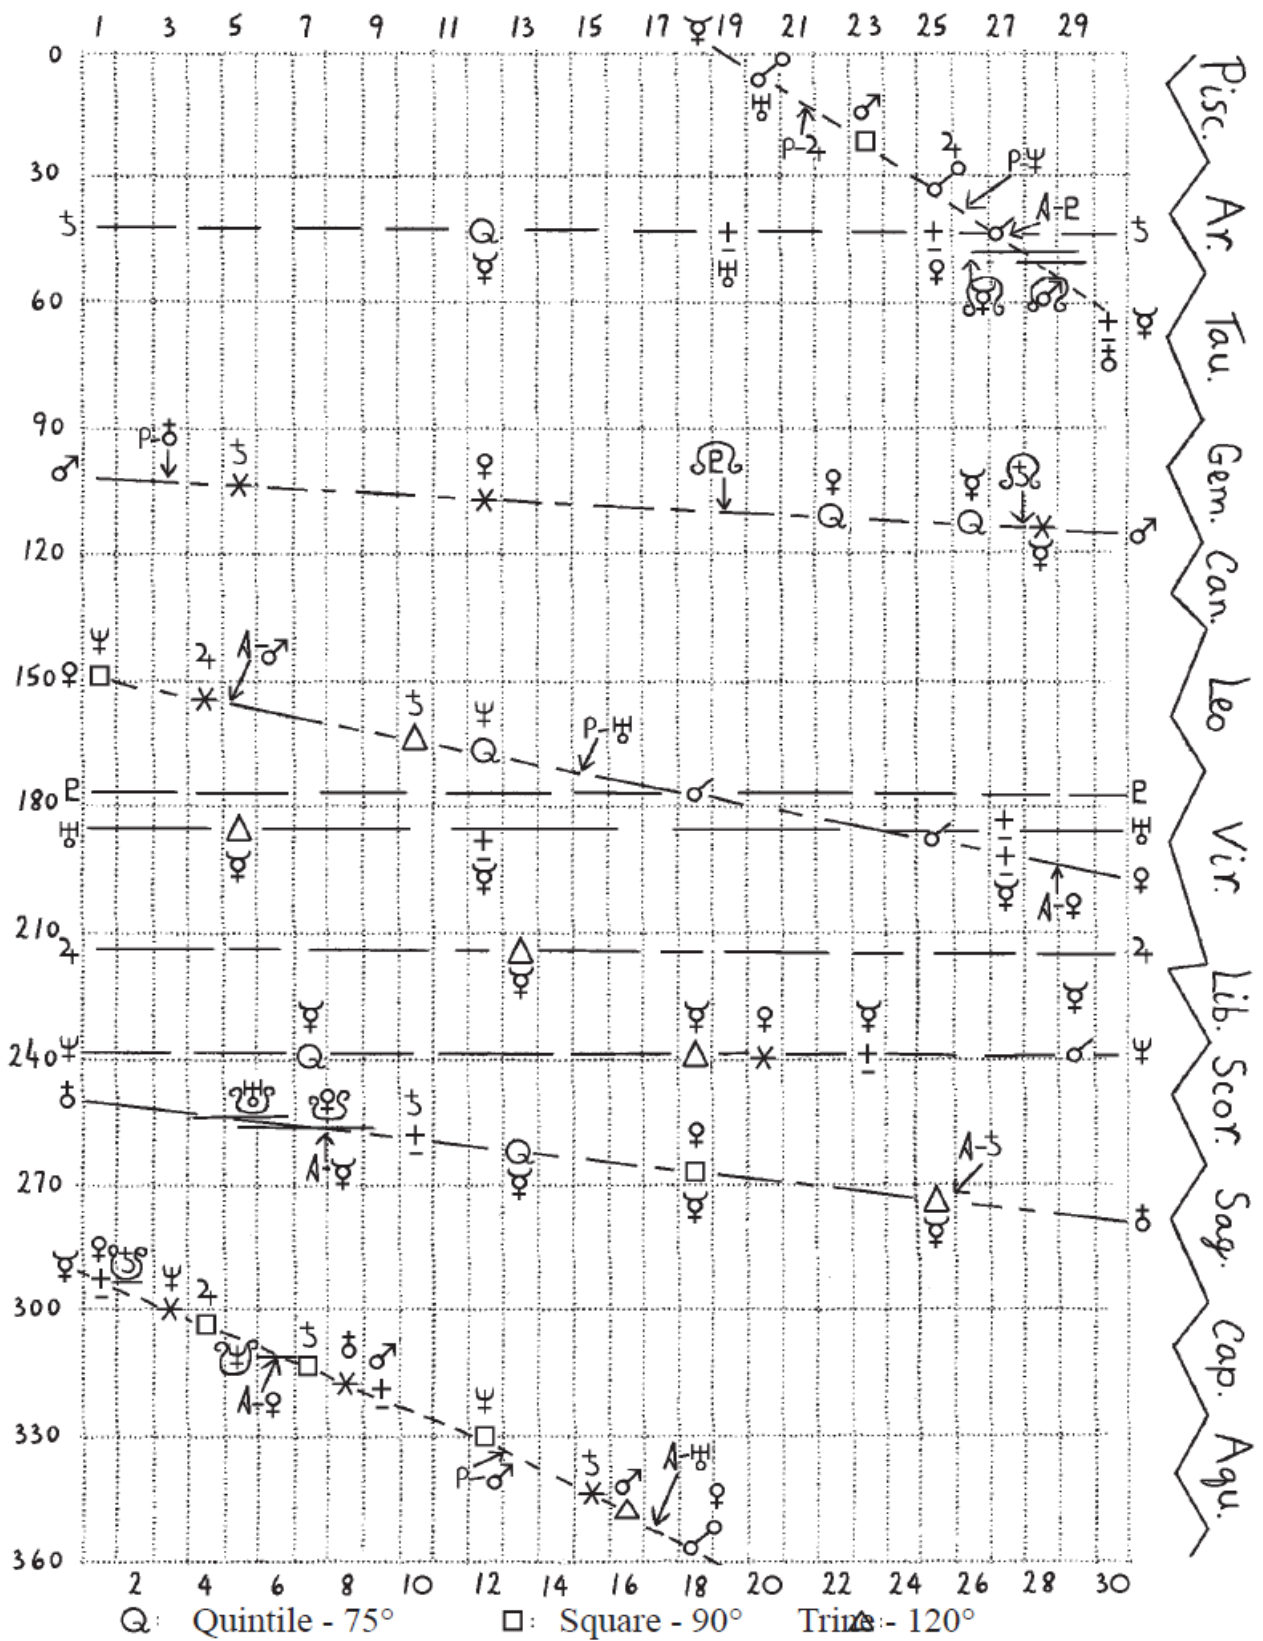 1 3 5 7 9 11 13 15 17 ☿ 19 21 23 25 27 29
0
♂
P-♃
♃
P-Ψ
30
A-♇
♄ ♄
60
☿
90
P-♁
♄ ♀ ♀ ☿
♂ ♂
120
☿
Ψ
♃ A-♂
150 ♀
♄ Ψ
P-♅
♇ ♇
180
♅ ♅
☿ ☿ ☿ ♀
A-♀
210
♃ ♃
☿
☿ ☿ ♀ ☿ ☿
240 Ψ Ψ
♁
♄ ♀
A-☿ ☿ ☿ A-♄
270
☿ ♁
☿ ♀ Ψ ♃
300
♄ ♁ ♂
A-♀
Ψ
330
P-♂ ♄ ♂ A-♅ ♀
360
2 4 6 8 10 12 14 16 18 20 22 24 26 28 30
Pisc.
Ar.
Tau.
Gem.
Can.
Leo
Vir.
Lib.
Scor.
Sag.
Cap.
Aqu.
Q: Quintile - 75° □: Square - 90° Trine - 120°